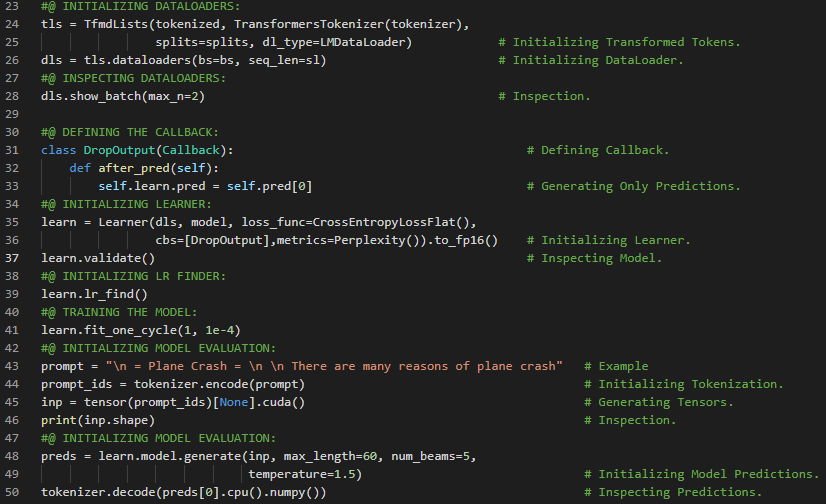 23 #@ INITIALIZING DATALOADERS:
24 tls = TfmdLists(tokenized, TransformersTokenizer(tokenizer),
25 splits=splits, dl_type=LMDataLoader) # Initializing Transformed Tokens.
26 dls = tls.dataloaders(bs=bs, seq_len=sl) # Initializing DataLoader.
27 #@ INSPECTING DATALOADERS:
28 dls.show_batch(max_n=2) # Inspection.
29
30 #@ DEFINING THE CALLBACK:
31 class DropOutput(Callback): # Defining Callback.
32 def after_pred(self):
33 self.learn.pred = self.pred[0] # Generating Only Predictions.
34 #@ INITIALIZING LEARNER:
35 learn = Learner(dls, model, loss_func=CrossEntropyLossFlat(),
36 cbs=[DropOutput],metrics=Perplexity()).to_fp16() # Initializing Learner.
37 learn.validate() # Inspecting Model.
38 #@ INITIALIZING LR FINDER:
39 learn.lr_find()
40 #@ TRAINING THE MODEL:
41 learn.fit_one_cycle(1, 1e-4)
42 #@ INITIALIZING MODEL EVALUATION:
43 prompt = "\n = Plane Crash = \n \n There are many reasons of plane crash" # Example
44 prompt_ids = tokenizer.encode(prompt) # Initializing Tokenization.
45 inp = tensor(prompt_ids)[None].cuda() # Generating Tensors.
46 print(inp.shape) # Inspection.
47 #@ INITIALIZING MODEL EVALUATION:
48 preds = learn.model.generate(inp, max_length=60, num_beams=5,
49 temperature=1.5) # Initializing Model Predictions.
50 tokenizer.decode(preds[0].cpu().numpy()) # Inspecting Predictions.